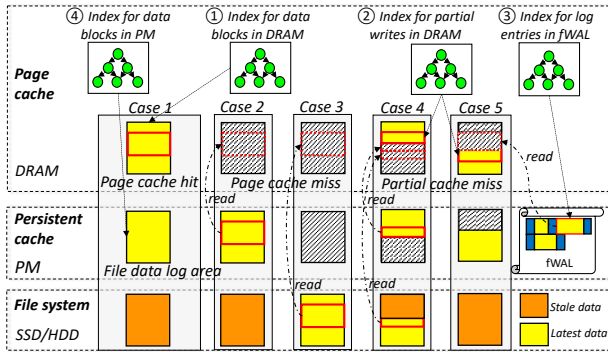 ④ Index for data blocks in PM
① Index for data blocks in DRAM
② Index for partial writes in DRAM
③ Index for log entries in fWAL
Page cache
DRAM
Case 1
Case 2
Case 3
Case 4
Case 5
Page cache hit
Page cache miss
Partial cache miss
read
read
read
Persistent cache
PM
File data log area
fWAL
read
read
File system
SSD/HDD
Stale data
Latest data